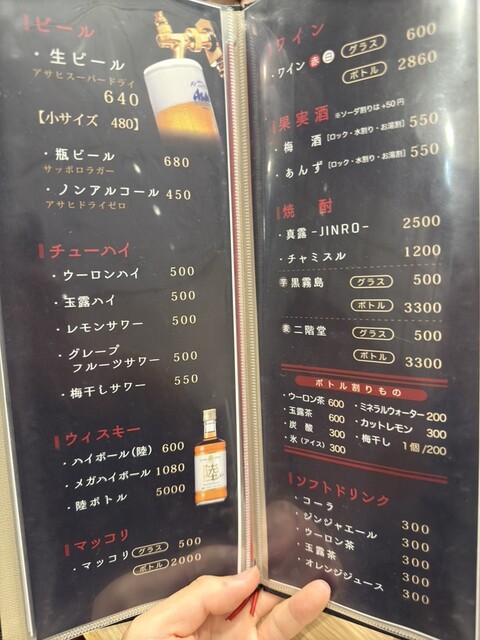 ビール
・生ビール
アサヒスーパードライ
640
【小サイズ 480】
・瓶ビール 680
サッポロラガー
・ノンアルコール 450
アサヒドライゼロ
チューハイ
・ウーロンハイ 500
・玉露ハイ 500
・レモンサワー 500
・グレープ
フルーツサワー 500
・梅干しサワー 550
ウィスキー
・ハイボール(陸) 600
・メガハイボール 1080
・陸ボトル 5000
陸
マッコリ
・マッコリ グラス 500
ボトル 2000
ワイン
・ワイン 赤 白 グラス 600
ボトル 2860
果実酒 ※ソーダ割りは+50円
・梅 酒 [ロック・水割り・お湯割] 550
・あんず [ロック・水割り・お湯割] 550
焼 酎
・真露-JINRO- 2500
・チャミスル 1200
芋 黒霧島 グラス 500
ボトル 3300
麦 二階堂 グラス 500
ボトル 3300
ボトル割りもの
・ウーロン茶 600 ・ミネラルウォーター 200
・玉露茶 600 ・カットレモン 300
・炭 酸 300 ・梅干し 1個/200
・氷(アイス) 300
ソフトドリンク
・コーラ 300
・ジンジャエール 300
・ウーロン茶 300
・玉露茶 300
・オレンジジュース 300